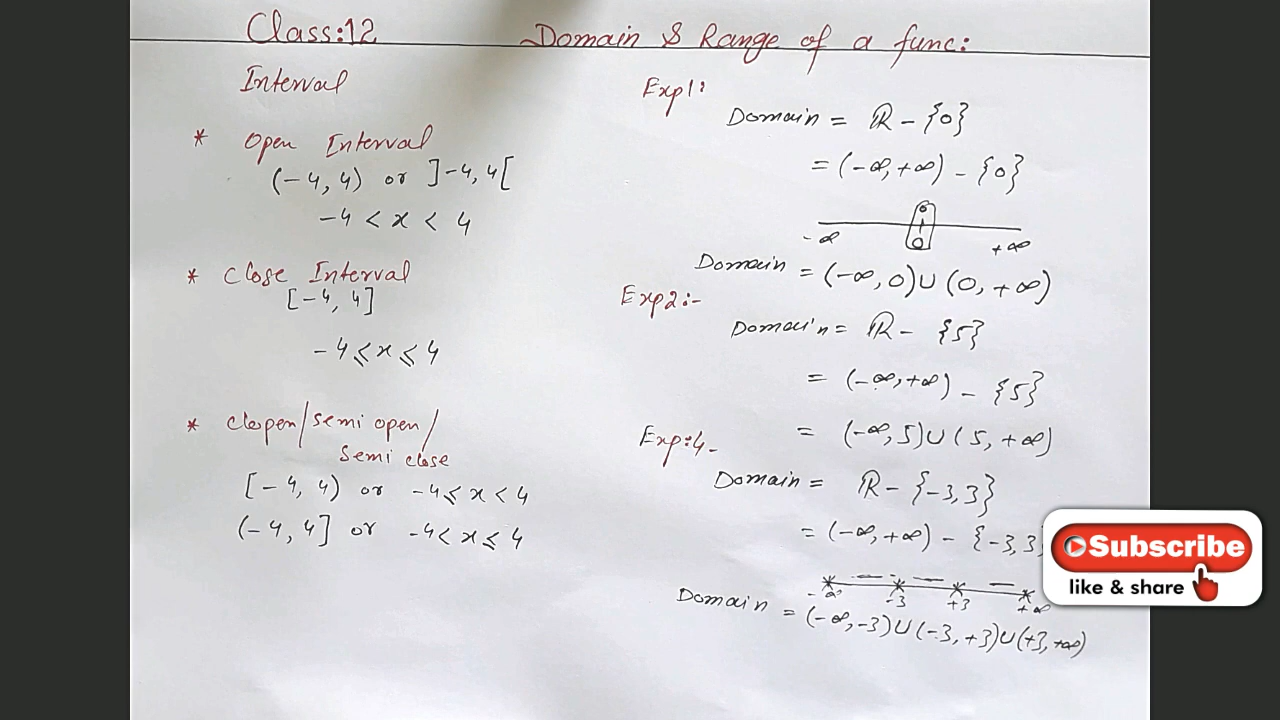 Class:12
Domain & Range of a func:
Interval
* Open Interval
(-4, 4) or ]-4, 4[
-4 < x < 4
* Close Interval
[-4, 4]
-4 ⩽ x ⩽ 4
* Clopen/semi open/
semi close
[-4, 4) or -4 ⩽ x < 4
(-4, 4] or -4 < x ⩽ 4
Exp1:
Domain = ℝ - {0}
= (-∞, +∞) - {0}
-∞ 0 +∞
Domain = (-∞, 0) ∪ (0, +∞)
Exp2:-
Domain = ℝ - {5}
= (-∞, +∞) - {5}
= (-∞, 5) ∪ (5, +∞)
Exp:4-
Domain = ℝ - {-3, 3}
= (-∞, +∞) - {-3, 3
-∞ -3 +3 +∞
Domain = (-∞, -3) ∪ (-3, +3) ∪ (+3, +∞)
Subscribe
like & share